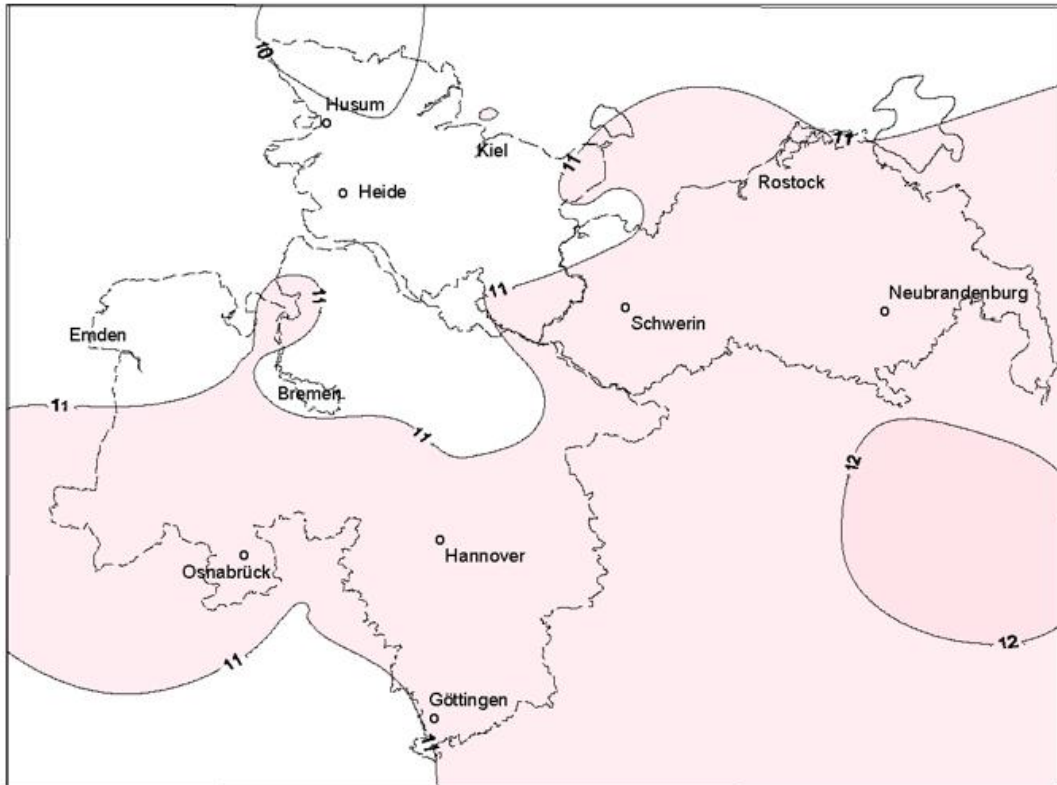 10
Husum
11
Kiel
11
Heide
Rostock
11
11
Neubrandenburg
Schwerin
Emden
Bremen
11
11
12
Hannover
Osnabrück
12
11
Göttingen
11